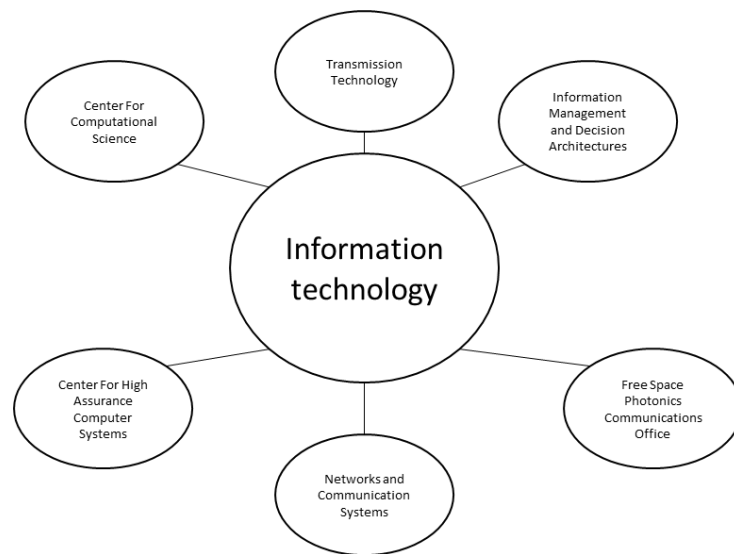 Transmission
Technology
Center For
Computational
Science
Information
Management
and Decision
Architectures
Information
technology
Center For High
Assurance
Computer
Systems
Free Space
Photonics
Communications
Office
Networks and
Communication
Systems